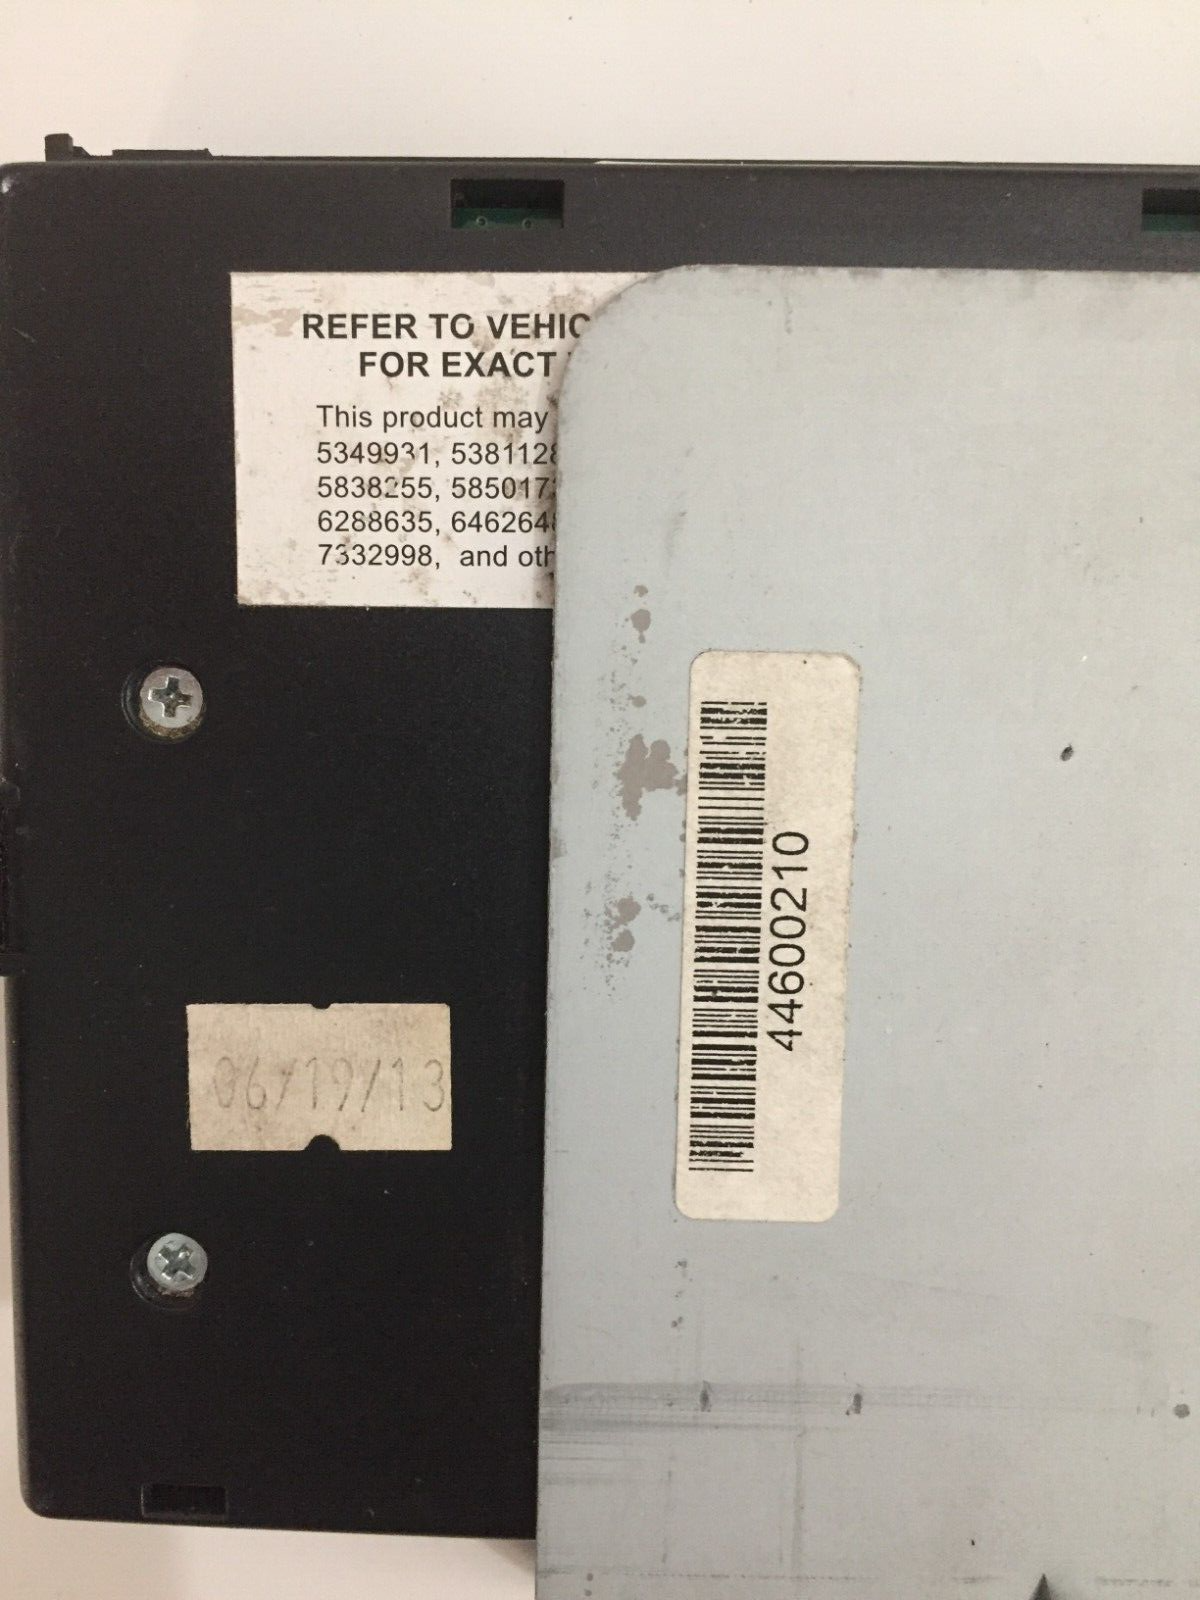 REFER TO VEHIC
FOR EXACT
This product may
5349931, 5381128
5838255, 585017
6288635, 646264
7332998, and oth
44600210
06/19/13